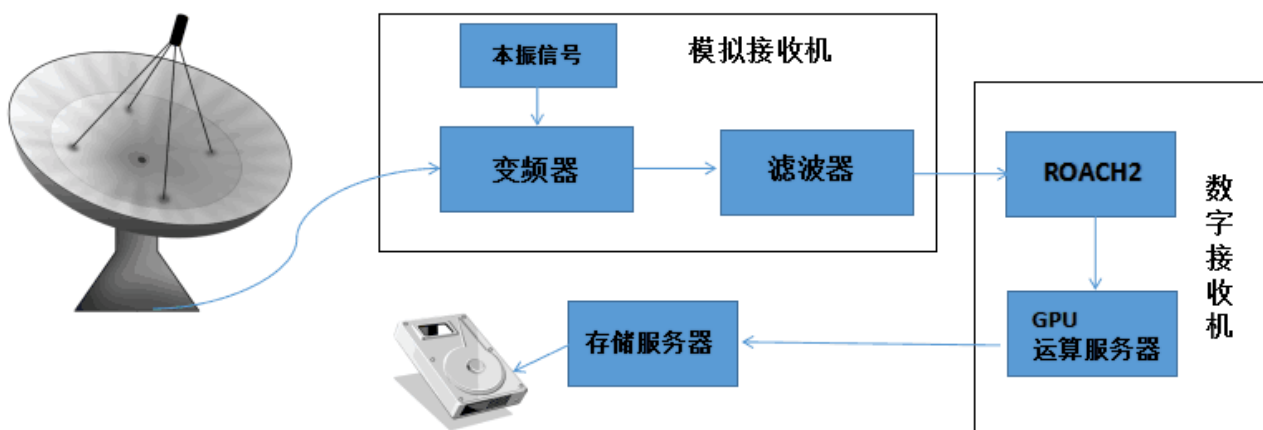 本振信号
模拟接收机
变频器
滤波器
ROACH2
数字接收机
GPU
运算服务器
存储服务器